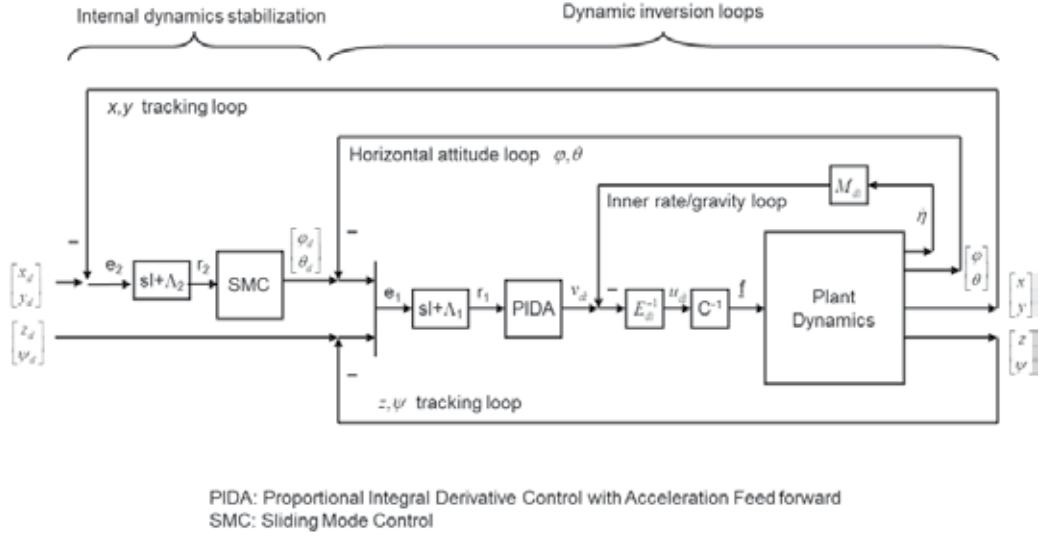 Internal dynamics stabilization
Dynamic inversion loops
x,y tracking loop
Horizontal attitude loop φ,θ
Inner rate/gravity loop
M_fb
η̇
−
−
−
[x_d
y_d]
e₂
sI+Λ₂
r₂
SMC
[φ_d
θ_d]
e₁
sI+Λ₁
r₁
PIDA
v_d
E_fb⁻¹
u_d
C⁻¹
f
Plant
Dynamics
[φ
θ]
[x
y]
[z_d
ψ_d]
[z
ψ]
−
z,ψ tracking loop
PIDA: Proportional Integral Derivative Control with Acceleration Feed forward
SMC: Sliding Mode Control